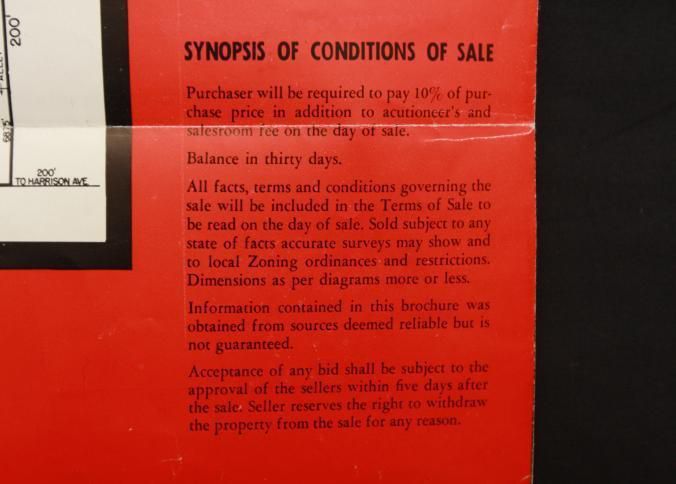 200'
ALLEY
68.75'
200'
TO HARRISON AVE.
SYNOPSIS OF CONDITIONS OF SALE
Purchaser will be required to pay 10% of pur-
chase price in addition to acutioneer's and
salesroom fee on the day of sale.
Balance in thirty days.
All facts, terms and conditions governing the
sale will be included in the Terms of Sale to
be read on the day of sale. Sold subject to any
state of facts accurate surveys may show and
to local Zoning ordinances and restrictions.
Dimensions as per diagrams more or less.
Information contained in this brochure was
obtained from sources deemed reliable but is
not guaranteed.
Acceptance of any bid shall be subject to the
approval of the sellers within five days after
the sale. Seller reserves the right to withdraw
the property from the sale for any reason.